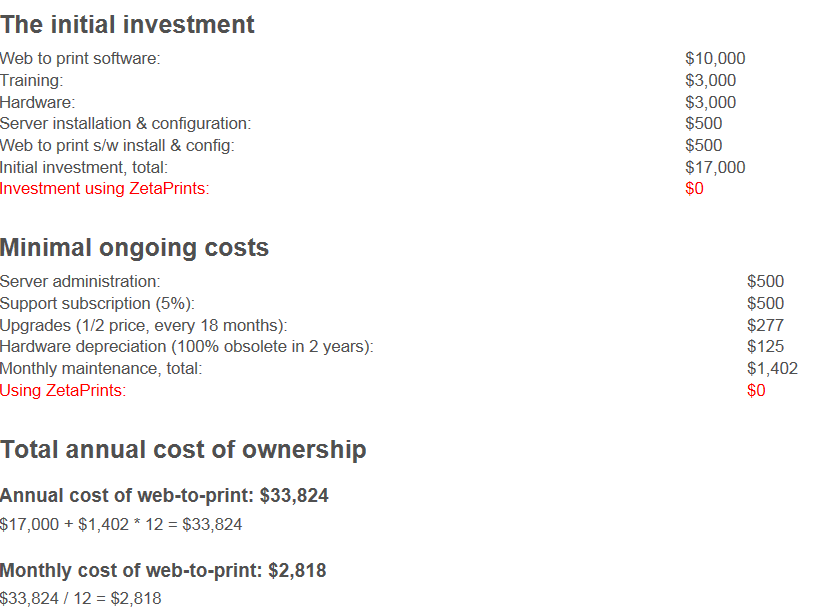 The initial investment
Web to print software: $10,000
Training: $3,000
Hardware: $3,000
Server installation & configuration: $500
Web to print s/w install & config: $500
Initial investment, total: $17,000
Investment using ZetaPrints: $0
Minimal ongoing costs
Server administration: $500
Support subscription (5%): $500
Upgrades (1/2 price, every 18 months): $277
Hardware depreciation (100% obsolete in 2 years): $125
Monthly maintenance, total: $1,402
Using ZetaPrints: $0
Total annual cost of ownership
Annual cost of web-to-print: $33,824
$17,000 + $1,402 * 12 = $33,824
Monthly cost of web-to-print: $2,818
$33,824 / 12 = $2,818